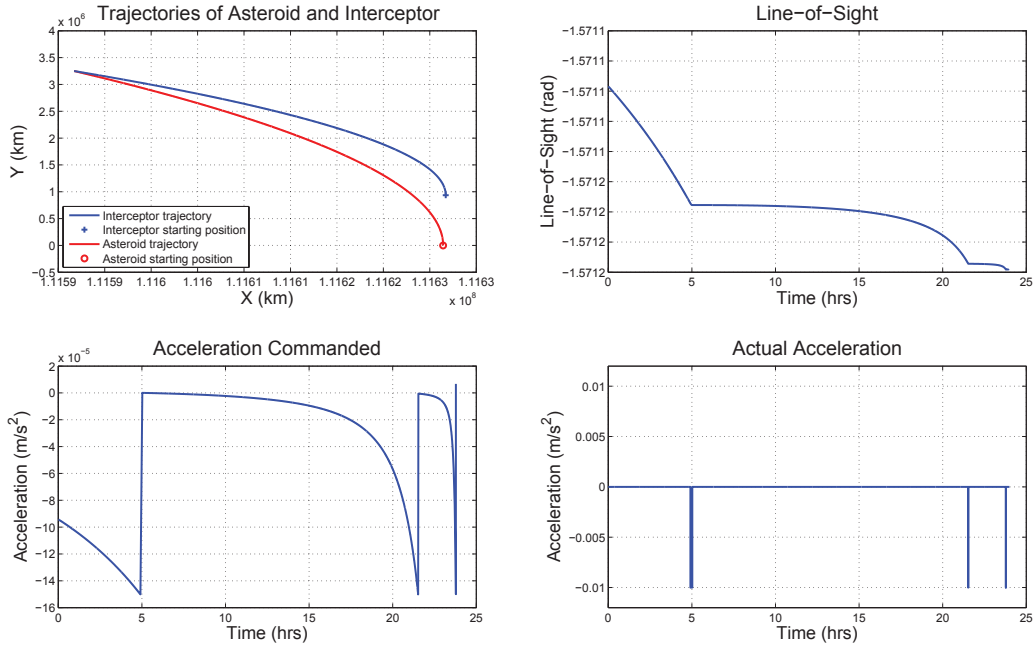 Trajectories of Asteroid and Interceptor
x 10^6
4
3.5
3
2.5
2
1.5
1
0.5
0
−0.5
Y (km)
Interceptor trajectory
Interceptor starting position
Asteroid trajectory
Asteroid starting position
1.1159 1.1159 1.116 1.116 1.1161 1.1161 1.1162 1.1162 1.1163 1.1163
X (km)
x 10^8
Line−of−Sight
−1.5711
−1.5711
−1.5711
−1.5711
−1.5711
−1.5712
−1.5712
−1.5712
−1.5712
Line−of−Sight (rad)
0 5 10 15 20 25
Time (hrs)
Acceleration Commanded
x 10^−5
2
0
−2
−4
−6
−8
−10
−12
−14
−16
Acceleration (m/s^2)
0 5 10 15 20 25
Time (hrs)
Actual Acceleration
0.01
0.005
0
−0.005
−0.01
Acceleration (m/s^2)
0 5 10 15 20 25
Time (hrs)